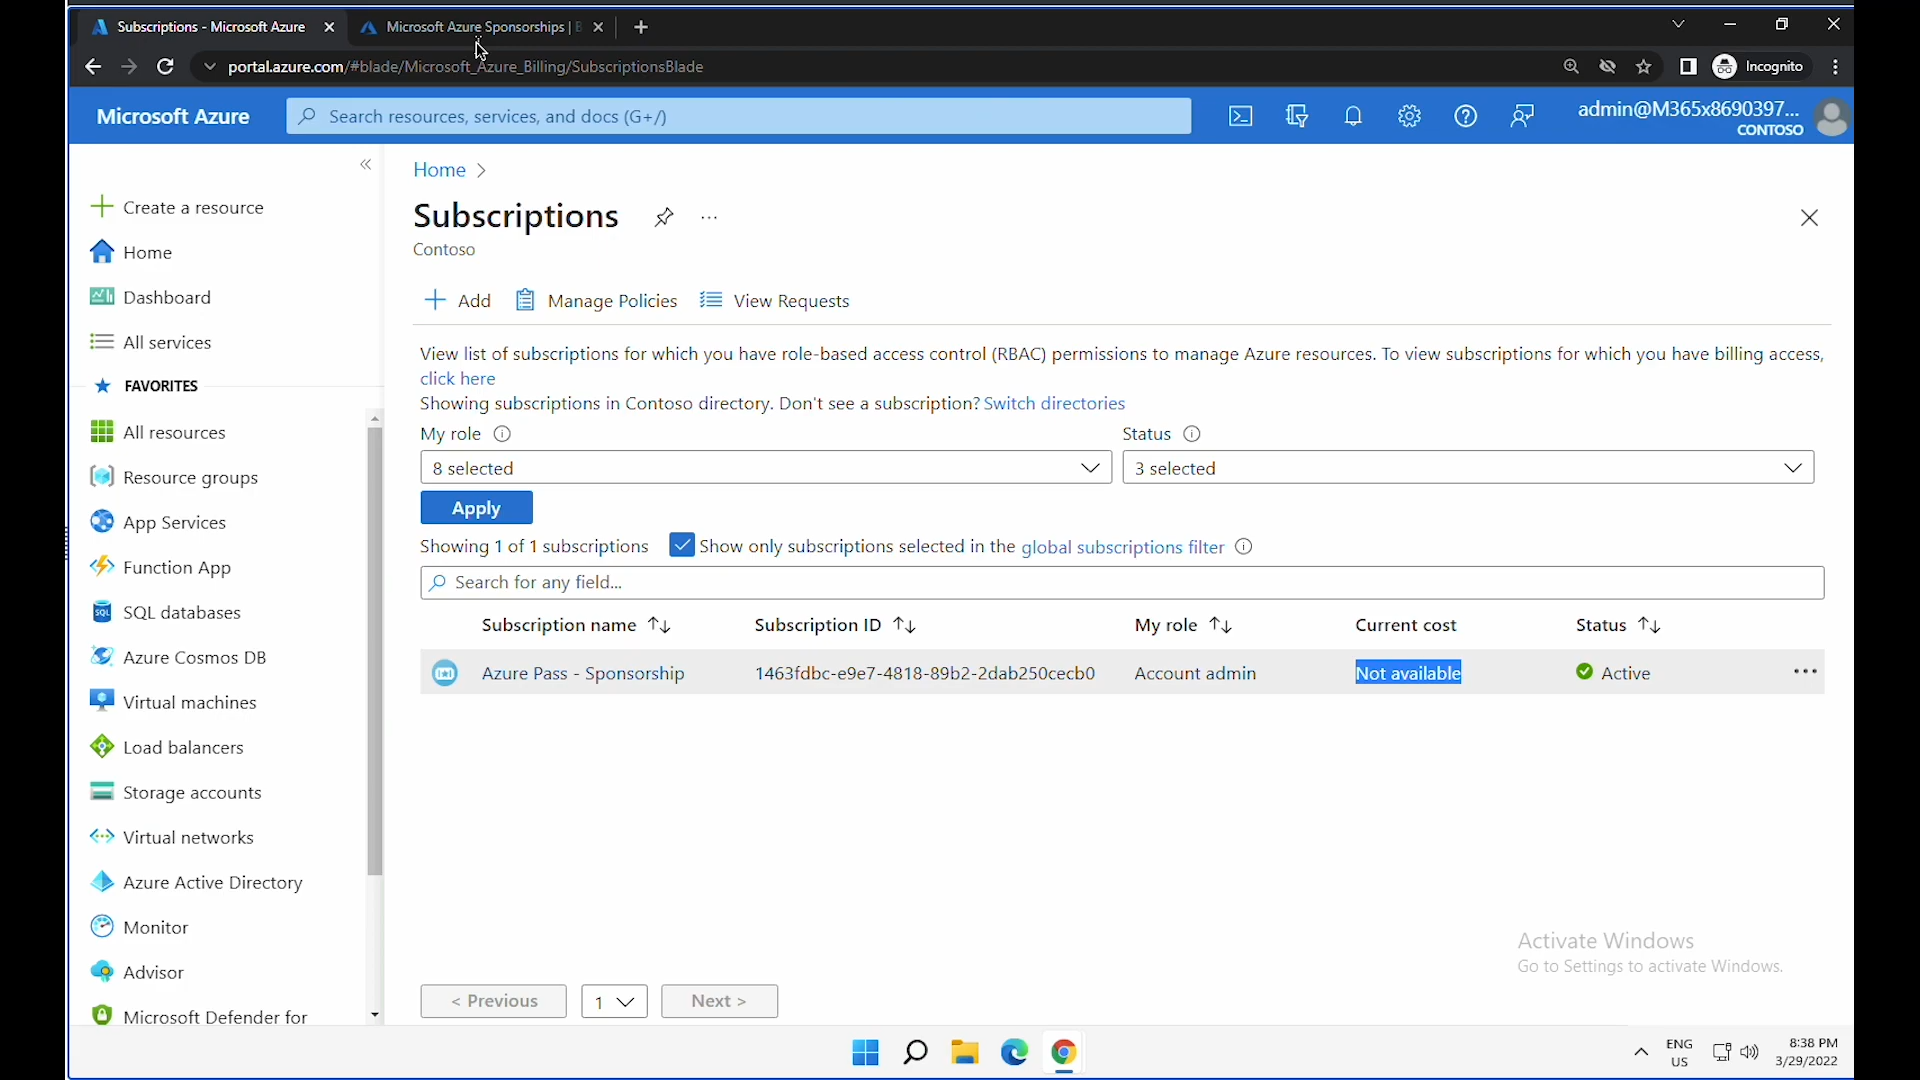 Subscriptions - Microsoft Azure
Microsoft Azure Sponsorships |
portal.azure.com/#blade/Microsoft_Azure_Billing/SubscriptionsBlade
Incognito
Microsoft Azure
Search resources, services, and docs (G+/)
admin@M365x8690397...
CONTOSO
Create a resource
Home
Dashboard
All services
FAVORITES
All resources
Resource groups
App Services
Function App
SQL databases
Azure Cosmos DB
Virtual machines
Load balancers
Storage accounts
Virtual networks
Azure Active Directory
Monitor
Advisor
Microsoft Defender for
Home >
Subscriptions
Contoso
Add
Manage Policies
View Requests
View list of subscriptions for which you have role-based access control (RBAC) permissions to manage Azure resources. To view subscriptions for which you have billing access,
click here
Showing subscriptions in Contoso directory. Don't see a subscription? Switch directories
My role
Status
8 selected
3 selected
Apply
Showing 1 of 1 subscriptions
Show only subscriptions selected in the global subscriptions filter
Search for any field...
Subscription name
Subscription ID
My role
Current cost
Status
Azure Pass - Sponsorship
1463fdbc-e9e7-4818-89b2-2dab250cecb0
Account admin
Not available
Active
Activate Windows
Go to Settings to activate Windows.
< Previous
1
Next >
ENG
US
8:38 PM
3/29/2022